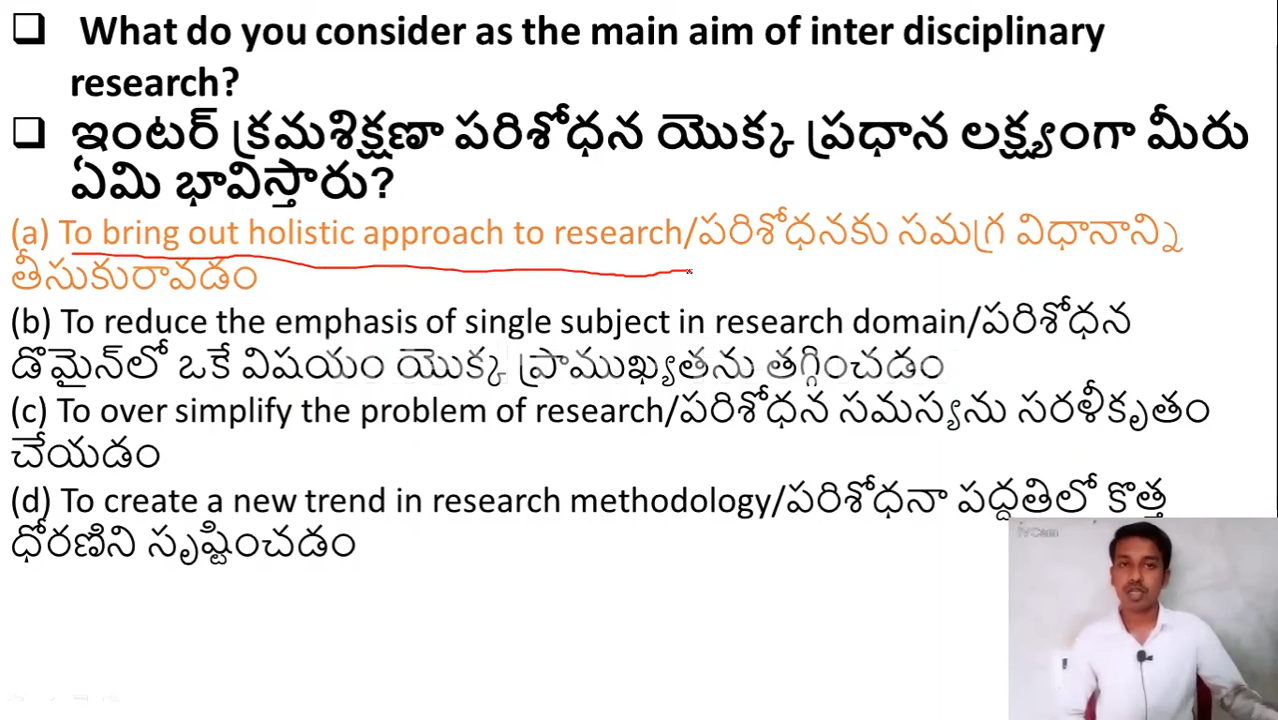 ❑ What do you consider as the main aim of inter disciplinary
research?
❑ ఇంటర్ క్రమశిక్షణా పరిశోధన యొక్క ప్రధాన లక్ష్యంగా మీరు
ఏమి భావిస్తారు?
(a) To bring out holistic approach to research/పరిశోధనకు సమగ్ర విధానాన్ని
తీసుకురావడం
(b) To reduce the emphasis of single subject in research domain/పరిశోధన
డొమైన్‌లో ఒకే విషయం యొక్క ప్రాముఖ్యతను తగ్గించడం
(c) To over simplify the problem of research/పరిశోధన సమస్యను సరళీకృతం
చేయడం
(d) To create a new trend in research methodology/పరిశోధనా పద్దతిలో కొత్త
ధోరణిని సృష్టించడం
iVCam